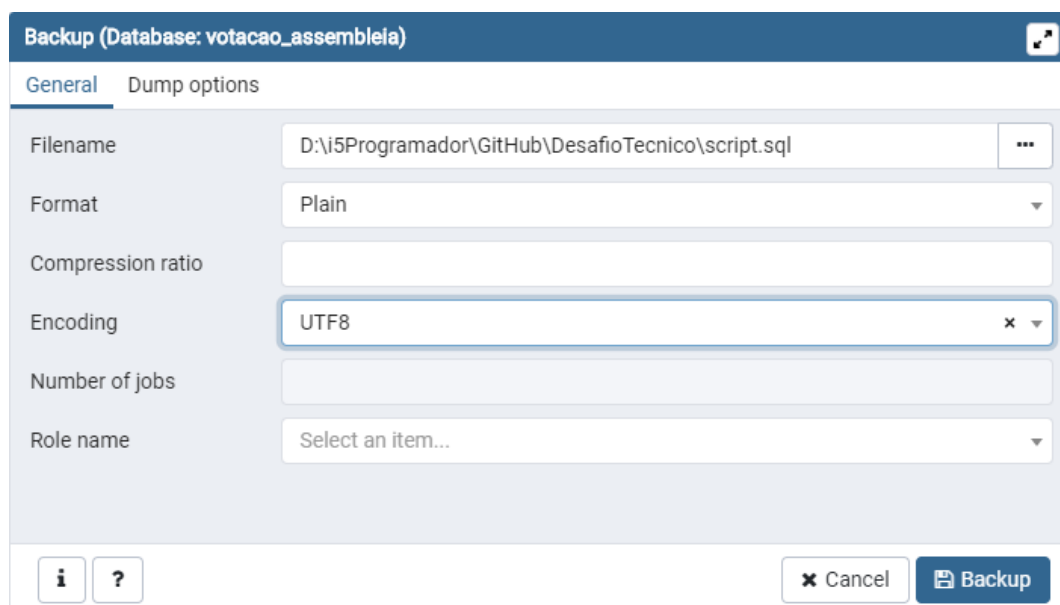 Backup (Database: votacao_assembleia)
General Dump options
Filename D:\i5Programador\GitHub\DesafioTecnico\script.sql ...
Format Plain
Compression ratio
Encoding UTF8 ×
Number of jobs
Role name Select an item...
i ? × Cancel Backup